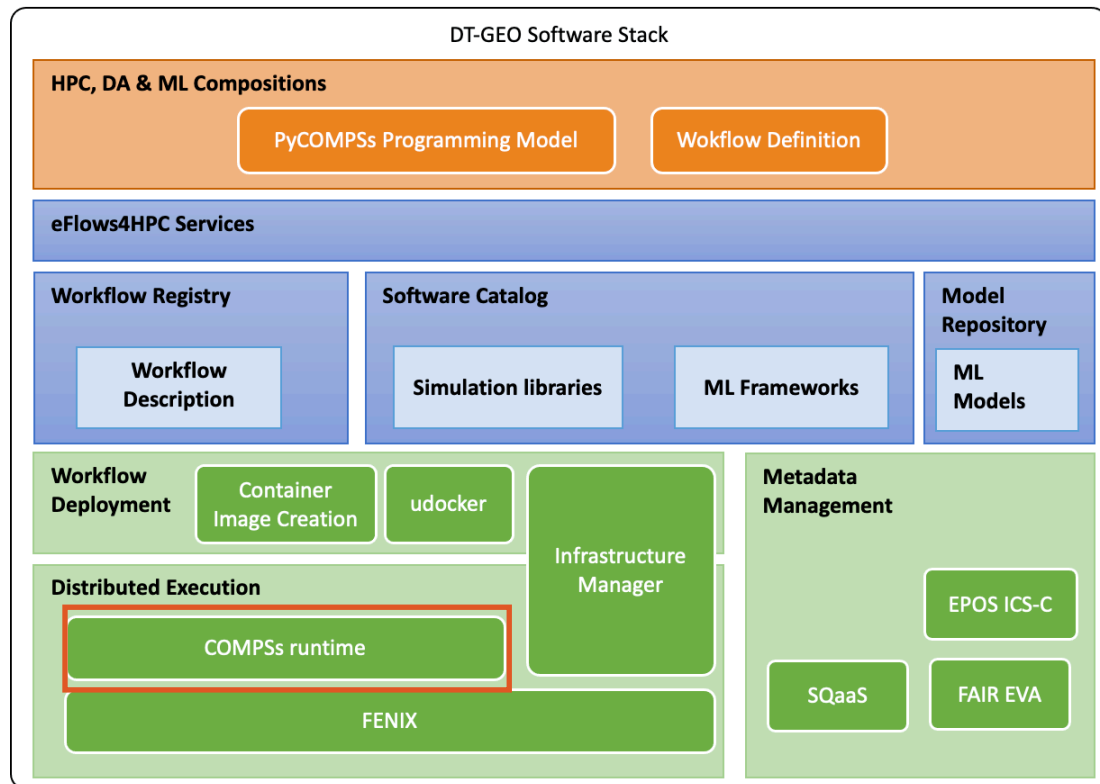 DT-GEO Software Stack
HPC, DA & ML Compositions
PyCOMPSs Programming Model
Wokflow Definition
eFlows4HPC Services
Workflow Registry
Workflow
Description
Software Catalog
Simulation libraries
ML Frameworks
Model
Repository
ML
Models
Workflow
Deployment
Container
Image Creation
udocker
Infrastructure
Manager
Distributed Execution
COMPSs runtime
FENIX
Metadata
Management
EPOS ICS-C
SQaaS
FAIR EVA